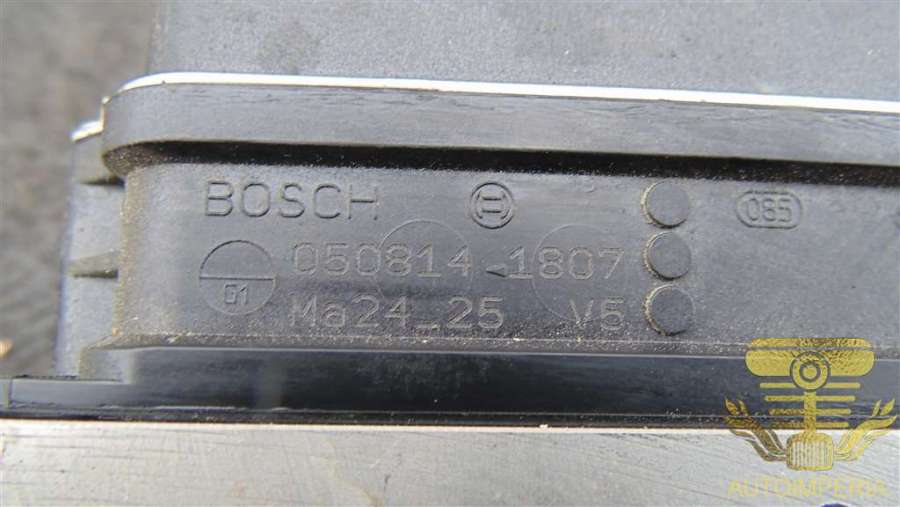 BOSCH
085
050814 1807
01
Ma24_25 V5
AUTOIMPERIA